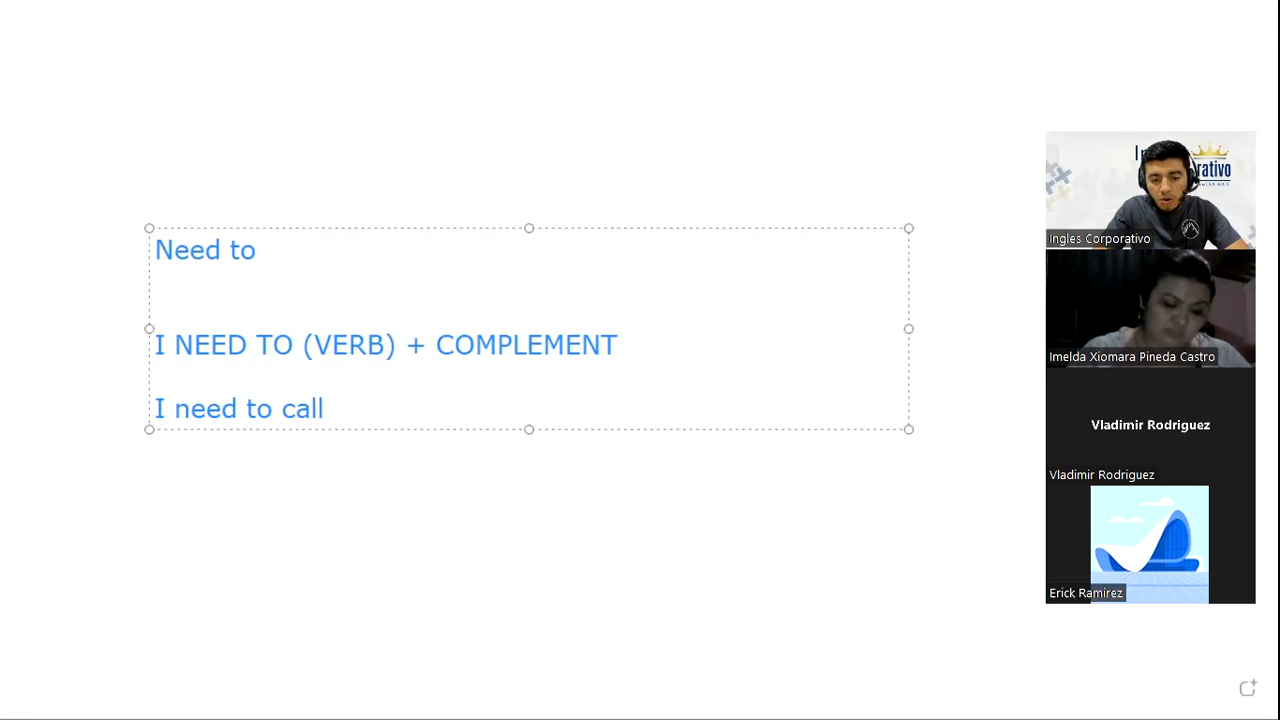 Need to
I NEED TO (VERB) + COMPLEMENT
I need to call
rativo
Ingles Corporativo
Imelda Xiomara Pineda Castro
Vladimir Rodriguez
Vladimir Rodriguez
Erick Ramirez